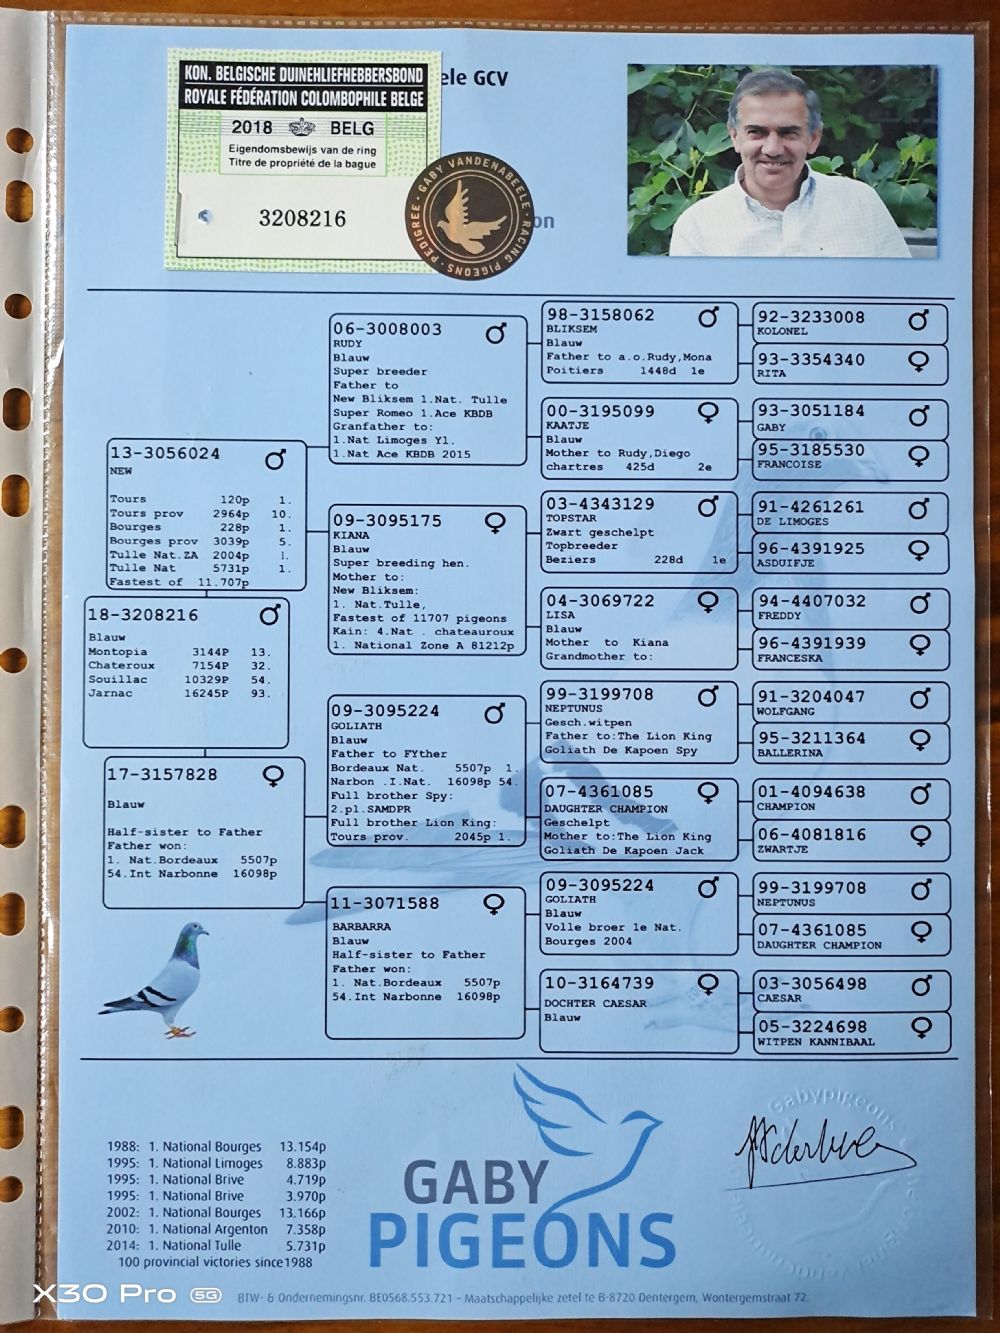 KON. BELGISCHE DUINEHLIEFHEBBERSBOND
ROYALE FÉDÉRATION COLOMBOPHILE BELGE
2018 BELG
Eigendomsbewijs van de ring
Titre de propriété de la bague
3208216
ele GCV
on
GABY VANDENABEELE · RACING PIGEONS · PEDIGREE ·
13-3056024 ♂
NEW
Tours 120p 1.
Tours prov 2964p 10.
Bourges 228p 1.
Bourges prov 3039p 5.
Tulle Nat.ZA 2004p 1.
Tulle Nat 5731p 1.
Fastest of 11.707p
18-3208216 ♂
Blauw
Montopia 3144P 13.
Chateroux 7154P 32.
Souillac 10329P 54.
Jarnac 16245P 93.
17-3157828 ♀
Blauw
Half-sister to Father
Father won:
1. Nat.Bordeaux 5507p
54.Int Narbonne 16098p
06-3008003 ♂
RUDY
Blauw
Super breeder
Father to
New Bliksem 1.Nat. Tulle
Super Romeo 1.Ace KBDB
Granfather to:
1.Nat Limoges Yl.
1.Nat Ace KBDB 2015
09-3095175 ♀
KIANA
Blauw
Super breeding hen.
Mother to:
New Bliksem:
1. Nat.Tulle,
Fastest of 11707 pigeons
Kain: 4.Nat . chateauroux
1. National Zone A 81212p
09-3095224 ♂
GOLIATH
Blauw
Father to FYther
Bordeaux Nat. 5507p 1.
Narbon .I.Nat. 16098p 54.
Full brother Spy:
2.pl.SAMDPR
Full brother Lion King:
Tours prov. 2045p 1.
11-3071588 ♀
BARBARRA
Blauw
Half-sister to Father
Father won:
1. Nat.Bordeaux 5507p
54.Int Narbonne 16098p
98-3158062 ♂
BLIKSEM
Blauw
Father to a.o.Rudy,Mona
Poitiers 1448d 1e
00-3195099 ♀
KAATJE
Blauw
Mother to Rudy,Diego
chartres 425d 2e
03-4343129 ♂
TOPSTAR
Zwart geschelpt
Topbreeder
Beziers 228d 1e
04-3069722 ♀
LISA
Blauw
Mother to Kiana
Grandmother to:
99-3199708 ♂
NEPTUNUS
Gesch.witpen
Father to:The Lion King
Goliath De Kapoen Spy
07-4361085 ♀
DAUGHTER CHAMPION
Geschelpt
Mother to:The Lion King
Goliath De Kapoen Jack
09-3095224 ♂
GOLIATH
Blauw
Volle broer 1e Nat.
Bourges 2004
10-3164739 ♀
DOCHTER CAESAR
Blauw
92-3233008 ♂
KOLONEL
93-3354340 ♀
RITA
93-3051184 ♂
GABY
95-3185530 ♀
FRANCOISE
91-4261261 ♂
DE LIMOGES
96-4391925 ♀
ASDUIFJE
94-4407032 ♂
FREDDY
96-4391939 ♀
FRANCESKA
91-3204047 ♂
WOLFGANG
95-3211364 ♀
BALLERINA
01-4094638 ♂
CHAMPION
06-4081816 ♀
ZWARTJE
99-3199708 ♂
NEPTUNUS
07-4361085 ♀
DAUGHTER CHAMPION
03-3056498 ♂
CAESAR
05-3224698 ♀
WITPEN KANNIBAAL
1988: 1. National Bourges 13.154p
1995: 1. National Limoges 8.883p
1995: 1. National Brive 4.719p
1995: 1. National Brive 3.970p
2002: 1. National Bourges 13.166p
2010: 1. National Argenton 7.358p
2014: 1. National Tulle 5.731p
100 provincial victories since1988
GABY
PIGEONS
Gabypigeons
BTW- & Ondernemingsnr. BE0568.553.721 – Maatschappelijke zetel te B-8720 Dentergem, Wontergemstraat 72.
X30 Pro 5G